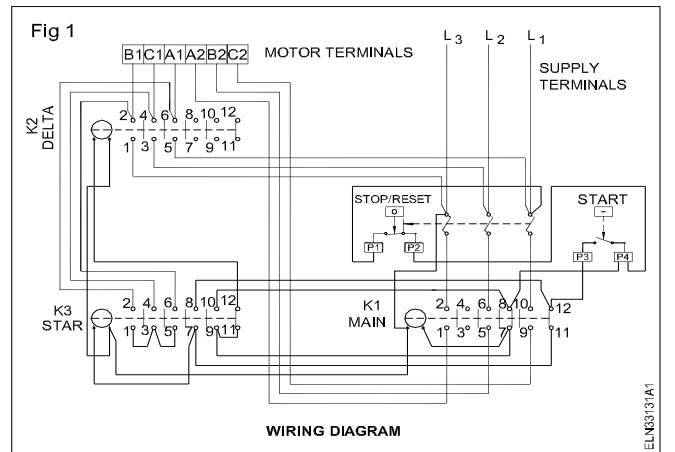 Fig 1
B1 C1 A1 A2 B2 C2
MOTOR TERMINALS
L3 L2 L1
SUPPLY
TERMINALS
K2
DELTA
2 4 6 8 10 12
1 3 5 7 9 11
STOP/RESET
O
P1 P2
START
P3 P4
K3
STAR
2 4 6 8 10 12
1 3 5 7 9 11
K1
MAIN
2 4 6 8 10 12
1 3 5 7 9 11
WIRING DIAGRAM
ELN33131A1